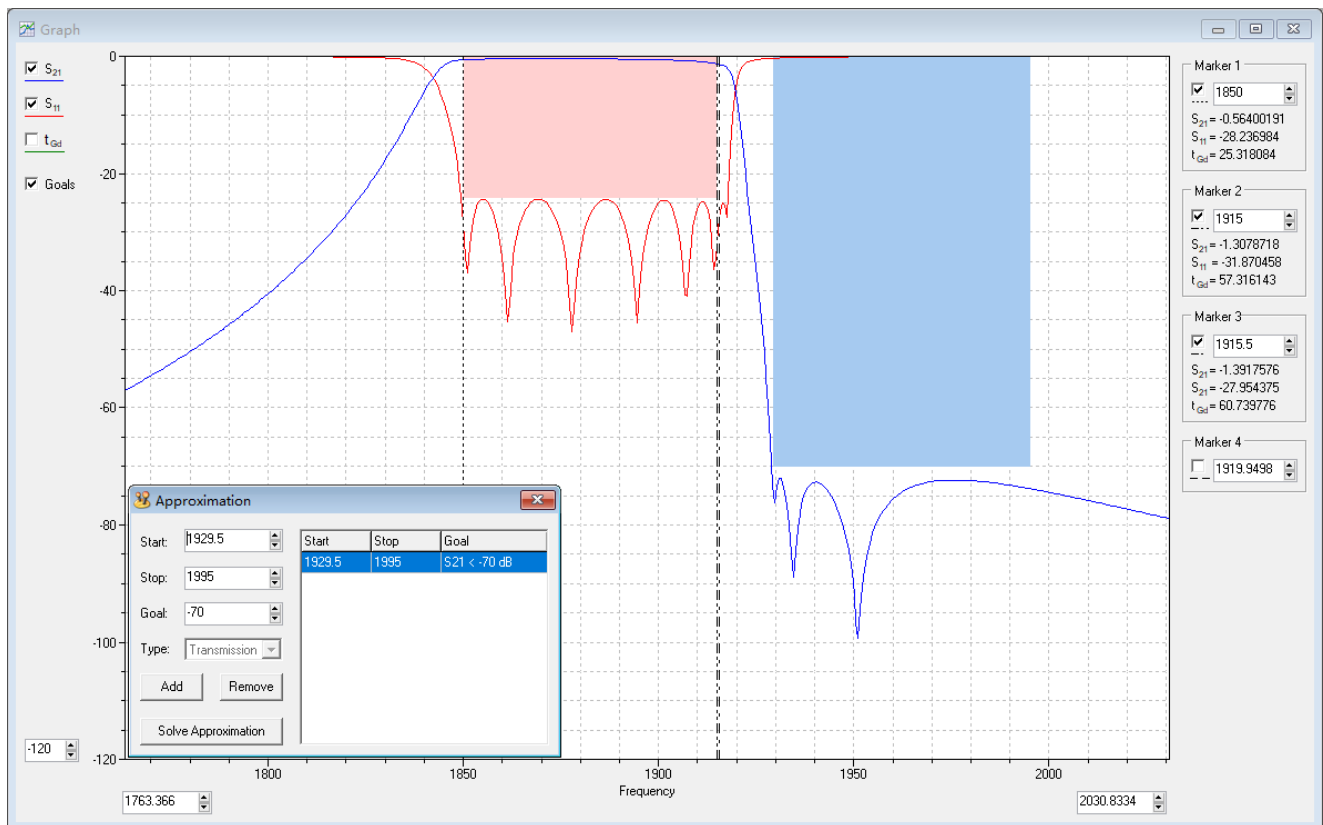 Graph
S21
S11
tGd
Goals
0
-20
-40
-60
-80
-100
-120
-120
1800
1850
1900
1950
2000
Frequency
1763.366
2030.8334
Marker 1
1850
S21= -0.56400191
S11= -28.236984
tGd= 25.318084
Marker 2
1915
S21= -1.3078718
S11 = -31.870458
tGd= 57.316143
Marker 3
1915.5
S21= -1.3917576
S21= -27.954375
tGd= 60.739776
Marker 4
1919.9498
Approximation
Start: 1929.5
Stop: 1995
Goal: -70
Type: Transmission
Add Remove
Solve Approximation
Start Stop Goal
1929.5 1995 S21 < -70 dB